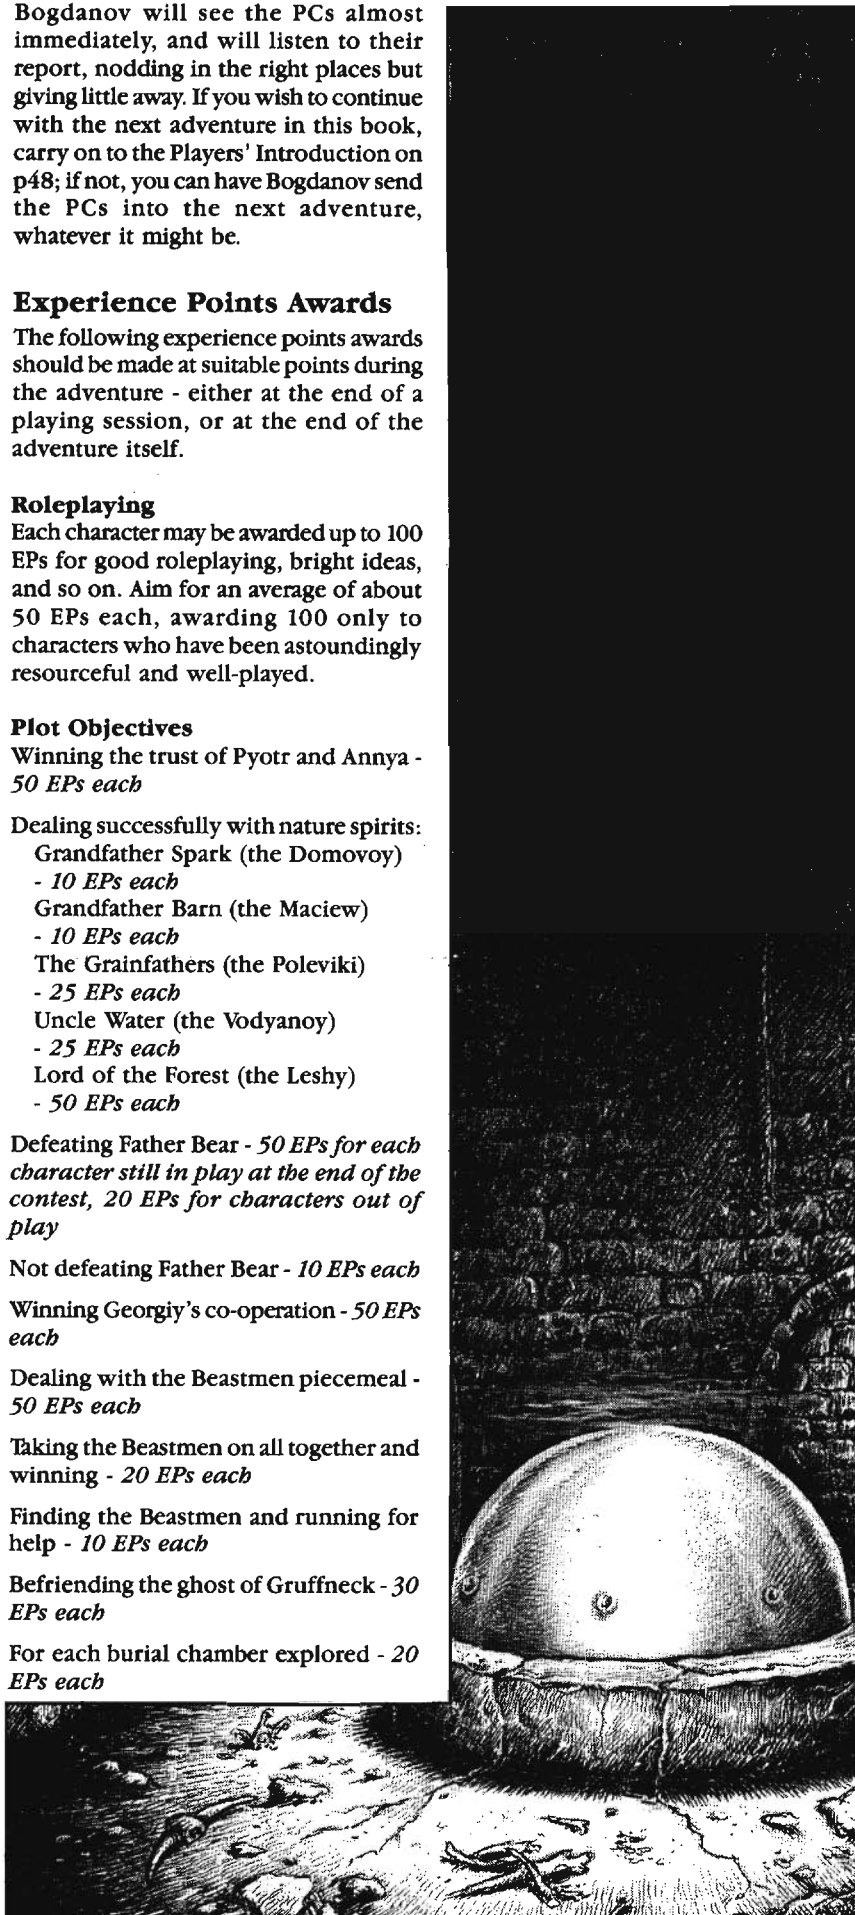 Bogdanov will see the PCs almost
immediately, and will listen to their
report, nodding in the right places but
giving little away. If you wish to continue
with the next adventure in this book,
carry on to the Players' Introduction on
p48; if not, you can have Bogdanov send
the PCs into the next adventure,
whatever it might be.
Experience Points Awards
The following experience points awards
should be made at suitable points during
the adventure - either at the end of a
playing session, or at the end of the
adventure itself.
Roleplaying
Each character may be awarded up to 100
EPs for good roleplaying, bright ideas,
and so on. Aim for an average of about
50 EPs each, awarding 100 only to
characters who have been astoundingly
resourceful and well-played.
Plot Objectives
Winning the trust of Pyotr and Annya -
50 EPs each
Dealing successfully with nature spirits:
Grandfather Spark (the Domovoy)
- 10 EPs each
Grandfather Barn (the Maciew)
- 10 EPs each
The Grainfathers (the Poleviki)
- 25 EPs each
Uncle Water (the Vodyanoy)
- 25 EPs each
Lord of the Forest (the Leshy)
- 50 EPs each
Defeating Father Bear - 50 EPs for each
character still in play at the end of the
contest, 20 EPs for characters out of
play
Not defeating Father Bear - 10 EPs each
Winning Georgiy's co-operation - 50 EPs
each
Dealing with the Beastmen piecemeal -
50 EPs each
Taking the Beastmen on all together and
winning - 20 EPs each
Finding the Beastmen and running for
help - 10 EPs each
Befriending the ghost of Gruffneck - 30
EPs each
For each burial chamber explored - 20
EPs each